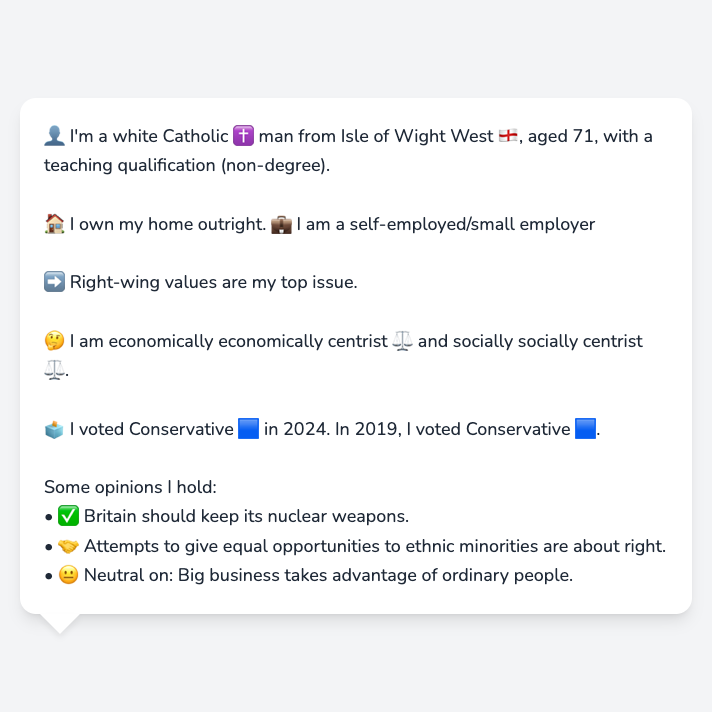 👤 I'm a white Catholic ✝️ man from Isle of Wight West 🏴󠁧󠁢󠁥󠁮󠁧󠁿, aged 71, with a
teaching qualification (non-degree).
🏠 I own my home outright. 💼 I am a self-employed/small employer
➡️ Right-wing values are my top issue.
🤔 I am economically economically centrist ⚖️ and socially socially centrist
⚖️.
🗳️ I voted Conservative 🟦 in 2024. In 2019, I voted Conservative 🟦.
Some opinions I hold:
• ✅ Britain should keep its nuclear weapons.
• 🤝 Attempts to give equal opportunities to ethnic minorities are about right.
• 😐 Neutral on: Big business takes advantage of ordinary people.